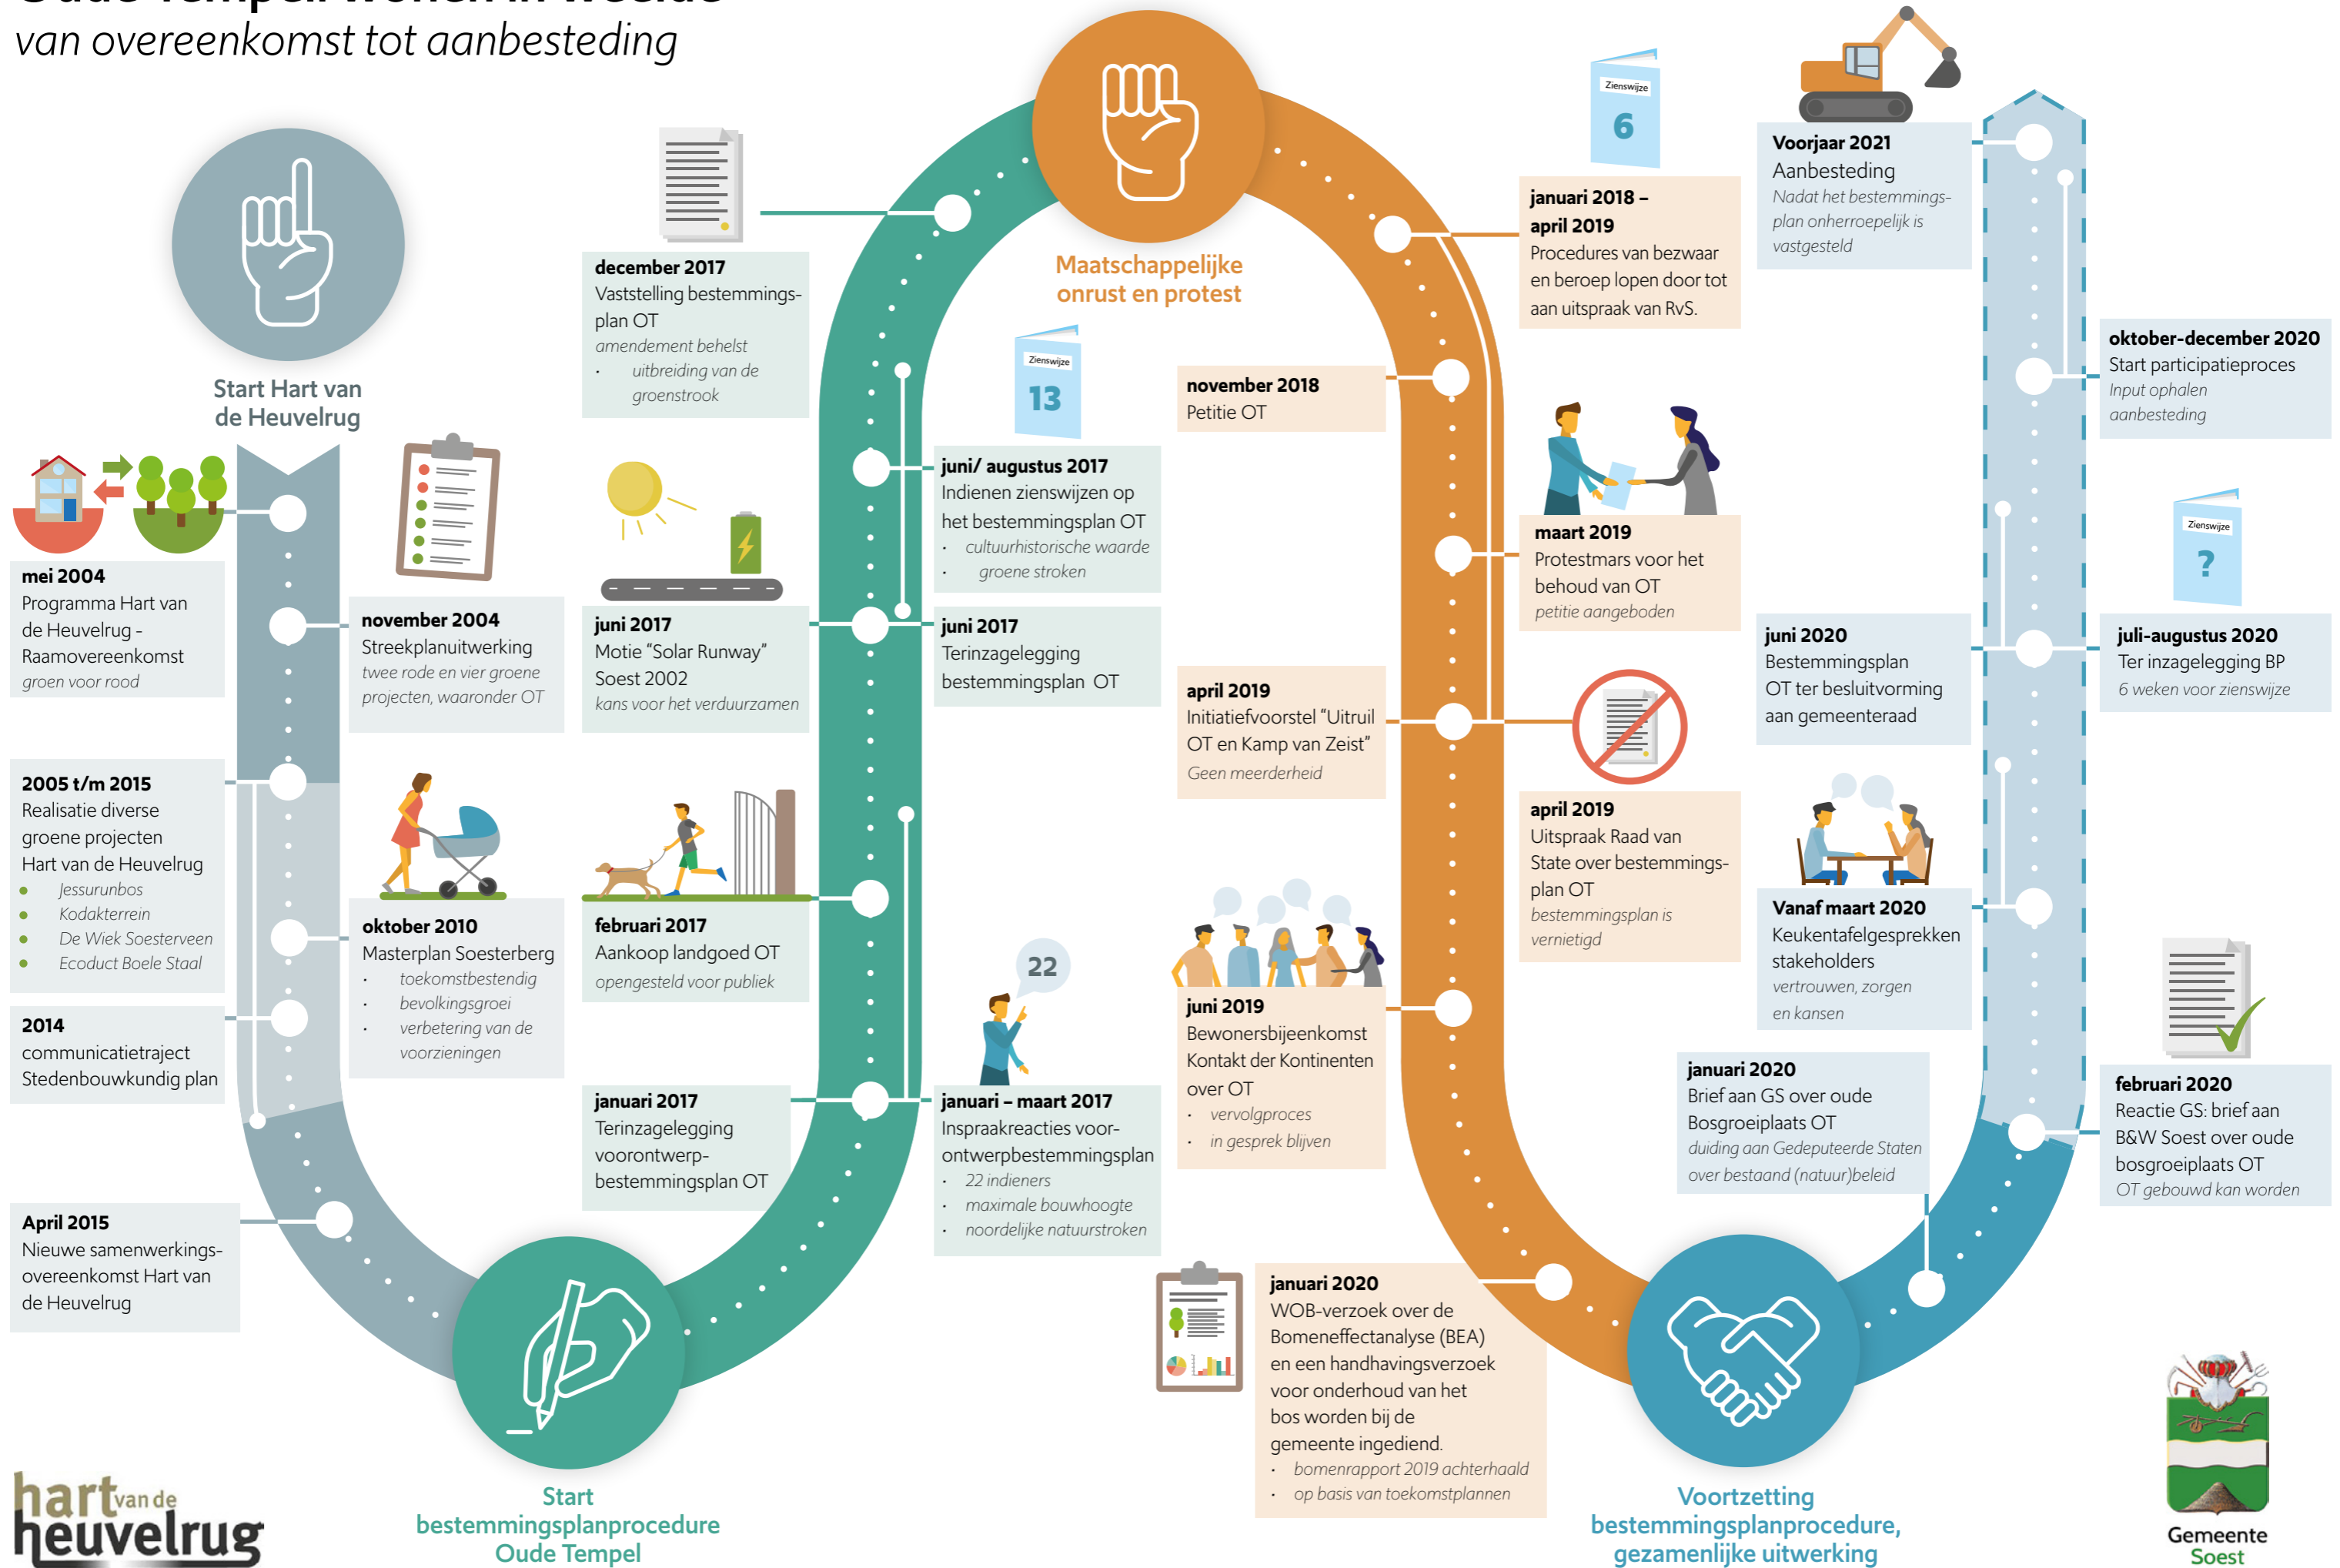 Oude Tempel: wonen in weelde
van overeenkomst tot aanbesteding
Start Hart van
de Heuvelrug
mei 2004
Programma Hart van
de Heuvelrug -
Raamovereenkomst
groen voor rood
november 2004
Streekplanuitwerking
twee rode en vier groene
projecten, waaronder OT
2005 t/m 2015
Realisatie diverse
groene projecten
Hart van de Heuvelrug
• Jessurunbos
• Kodakterrein
• De Wiek Soesterveen
• Ecoduct Boele Staal
oktober 2010
Masterplan Soesterberg
• toekomstbestendig
• bevolkingsgroei
• verbetering van de
voorzieningen
2014
communicatietraject
Stedenbouwkundig plan
April 2015
Nieuwe samenwerkings-
overeenkomst Hart van
de Heuvelrug
Start
bestemmingsplanprocedure
Oude Tempel
januari 2017
Terinzagelegging
voorontwerp-
bestemmingsplan OT
22
januari – maart 2017
Inspraakreacties voor-
ontwerpbestemmingsplan
• 22 indieners
• maximale bouwhoogte
• noordelijke natuurstroken
februari 2017
Aankoop landgoed OT
opengesteld voor publiek
juni 2017
Motie “Solar Runway”
Soest 2002
kans voor het verduurzamen
juni 2017
Terinzagelegging
bestemmingsplan OT
Zienswijze
13
juni/ augustus 2017
Indienen zienswijzen op
het bestemmingsplan OT
• cultuurhistorische waarde
• groene stroken
december 2017
Vaststelling bestemmings-
plan OT
amendement behelst
• uitbreiding van de
groenstrook
Maatschappelijke
onrust en protest
Zienswijze
6
januari 2018 –
april 2019
Procedures van bezwaar
en beroep lopen door tot
aan uitspraak van RvS.
november 2018
Petitie OT
maart 2019
Protestmars voor het
behoud van OT
petitie aangeboden
april 2019
Initiatiefvoorstel “Uitruil
OT en Kamp van Zeist”
Geen meerderheid
april 2019
Uitspraak Raad van
State over bestemmings-
plan OT
bestemmingsplan is
vernietigd
juni 2019
Bewonersbijeenkomst
Kontakt der Kontinenten
over OT
• vervolgproces
• in gesprek blijven
januari 2020
WOB-verzoek over de
Bomeneffectanalyse (BEA)
en een handhavingsverzoek
voor onderhoud van het
bos worden bij de
gemeente ingediend.
• bomenrapport 2019 achterhaald
• op basis van toekomstplannen
Voortzetting
bestemmingsplanprocedure,
gezamenlijke uitwerking
januari 2020
Brief aan GS over oude
Bosgroeiplaats OT
duiding aan Gedeputeerde Staten
over bestaand (natuur)beleid
februari 2020
Reactie GS: brief aan
B&W Soest over oude
bosgroeiplaats OT
OT gebouwd kan worden
Vanaf maart 2020
Keukentafelgesprekken
stakeholders
vertrouwen, zorgen
en kansen
juni 2020
Bestemmingsplan
OT ter besluitvorming
aan gemeenteraad
Zienswijze
?
juli-augustus 2020
Ter inzagelegging BP
6 weken voor zienswijze
oktober-december 2020
Start participatieproces
Input ophalen
aanbesteding
Voorjaar 2021
Aanbesteding
Nadat het bestemmings-
plan onherroepelijk is
vastgesteld
hart van de
heuvelrug
Gemeente
Soest